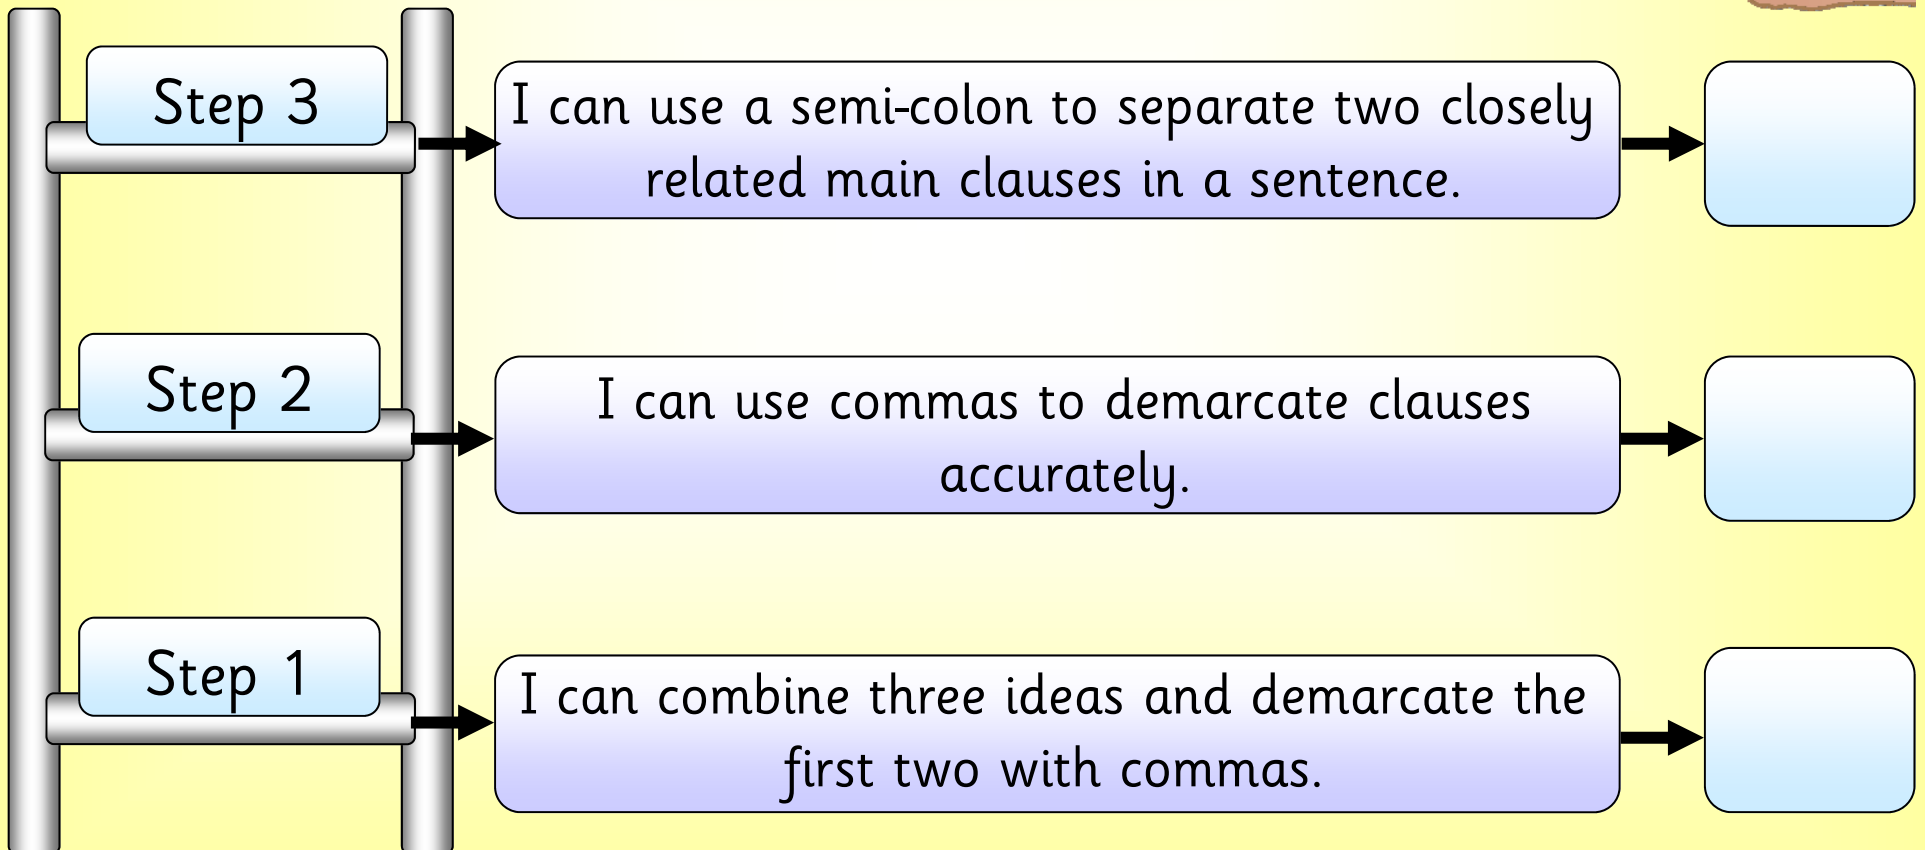 Step 3
I can use a semi-colon to separate two closely
related main clauses in a sentence.
Step 2
I can use commas to demarcate clauses
accurately.
Step 1
I can combine three ideas and demarcate the
first two with commas.